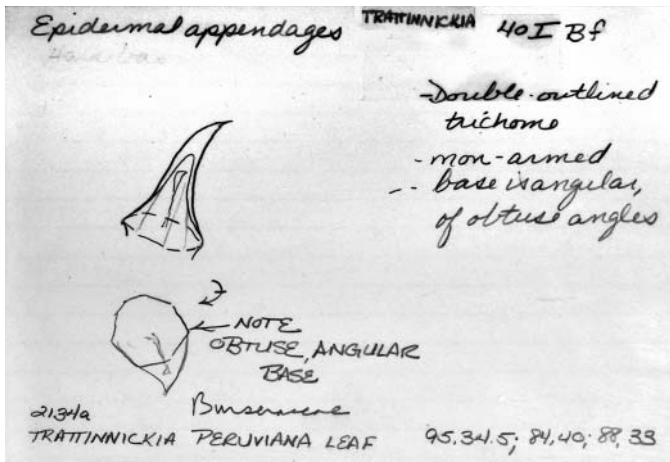 Epidermal appendages
TRATTINNICKIA 40 I Bf
-Double-outlined
trichome
- non-armed
-- base is angular,
of obtuse angles
← NOTE
OBTUSE, ANGULAR
BASE
Burseraceae
2134a
TRATTINNICKIA PERUVIANA LEAF 95.34.5; 84,40; 88, 33